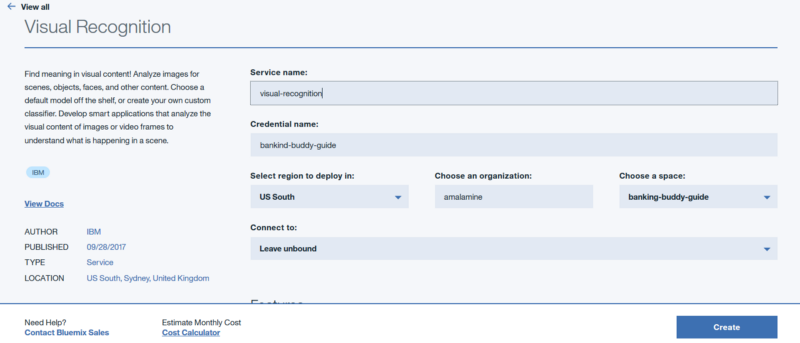 View all
Visual Recognition
Find meaning in visual content! Analyze images for
scenes, objects, faces, and other content. Choose a
default model off the shelf, or create your own custom
classifier. Develop smart applications that analyze the
visual content of images or video frames to
understand what is happening in a scene.
IBM
View Docs
AUTHOR IBM
PUBLISHED 09/28/2017
TYPE Service
LOCATION US South, Sydney, United Kingdom
Service name:
visual-recognition
Credential name:
bankind-buddy-guide
Select region to deploy in: Choose an organization: Choose a space:
US South amalamine banking-buddy-guide
Connect to:
Leave unbound
Features
Need Help? Estimate Monthly Cost
Contact Bluemix Sales Cost Calculator
Create